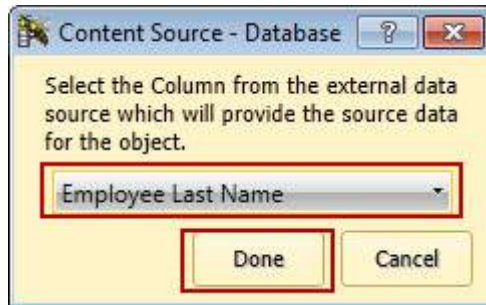 Content Source - Database ?
Select the Column from the external data
source which will provide the source data
for the object.
Employee Last Name
Done Cancel